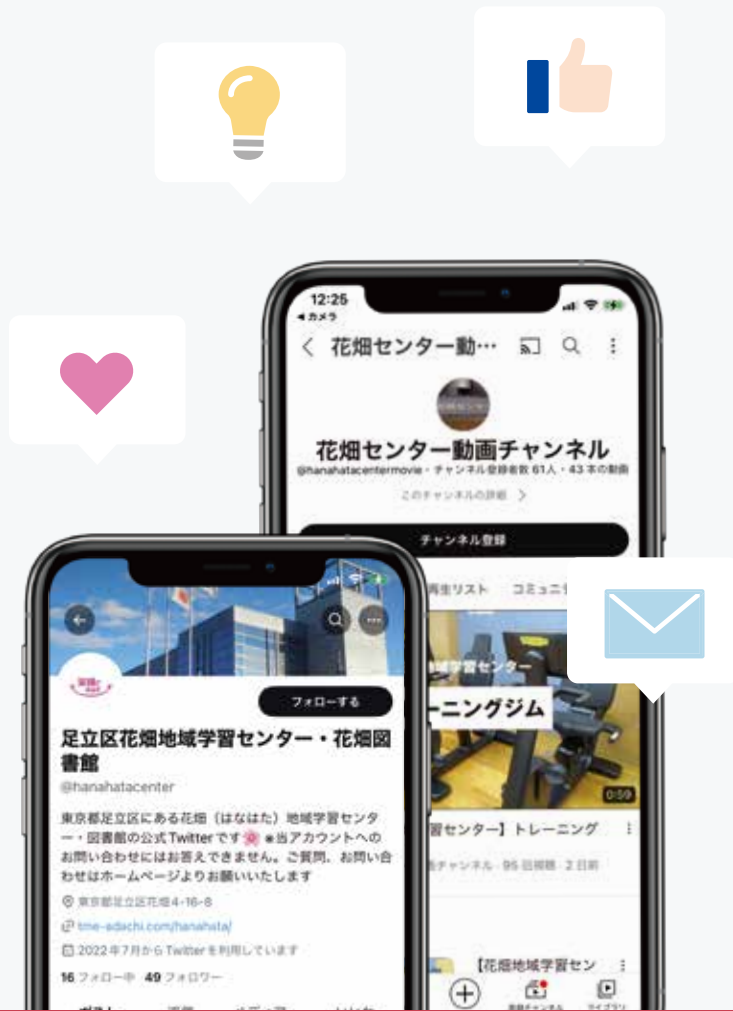 12:25
◀カメラ
花畑センター動…
花畑センター動画チャンネル
@hanahatacentermovie・チャンネル登録者数 61人・43 本の動画
このチャンネルの詳細
チャンネル登録
再生リスト
学習センター
ーニングジム
0:59
習センター】トレーニング
チャンネル・95 回視聴・2 日前
【花畑地域学習セン
フォローする
足立区花畑地域学習センター・花畑図
書館
@hanahatacenter
東京都足立区にある花畑（はなはた）地域学習センタ
ー・図書館の公式Twitterです🌸 ※当アカウントへの
お問い合わせにはお答えできません。ご質問、お問い合
わせはホームページよりお願いいたします
東京都足立区花畑4-16-8
tme-adachi.com/hanahata/
2022年7月からTwitterを利用しています
16 フォロー中 49 フォロワー